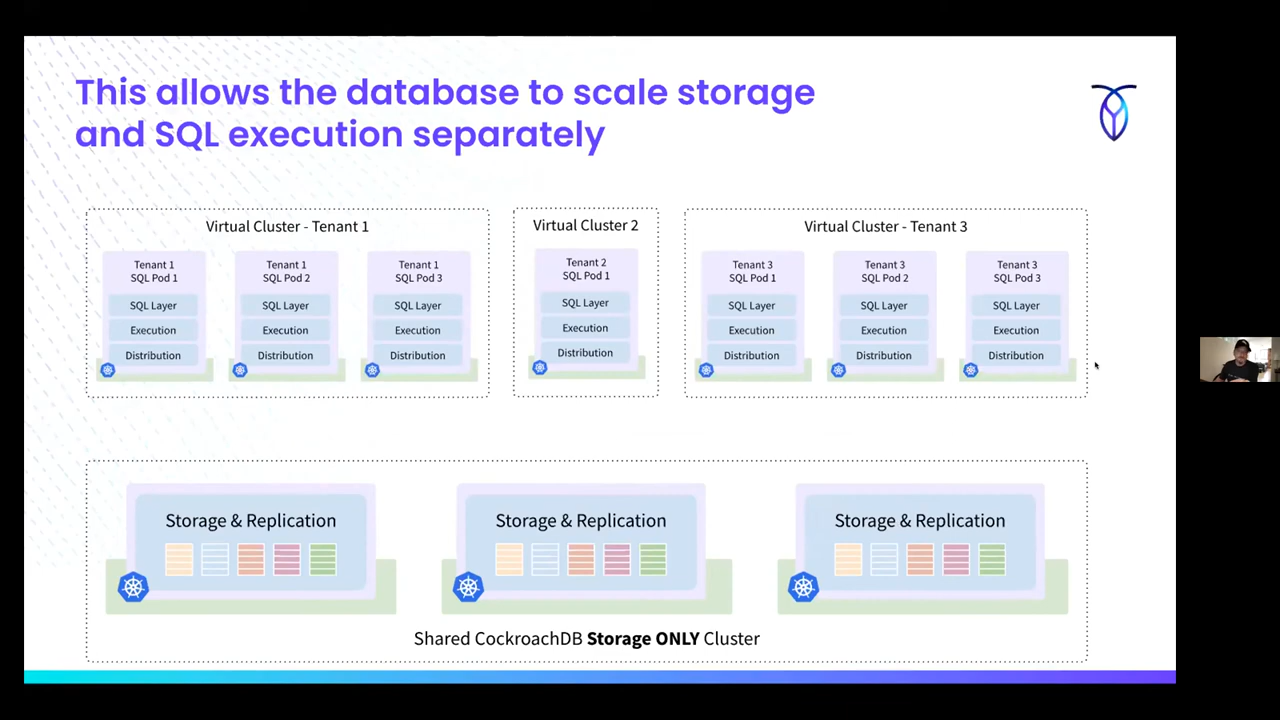 This allows the database to scale storage
and SQL execution separately
Virtual Cluster - Tenant 1
Tenant 1
SQL Pod 1
SQL Layer
Execution
Distribution
Tenant 1
SQL Pod 2
SQL Layer
Execution
Distribution
Tenant 1
SQL Pod 3
SQL Layer
Execution
Distribution
Virtual Cluster 2
Tenant 2
SQL Pod 1
SQL Layer
Execution
Distribution
Virtual Cluster - Tenant 3
Tenant 3
SQL Pod 1
SQL Layer
Execution
Distribution
Tenant 3
SQL Pod 2
SQL Layer
Execution
Distribution
Tenant 3
SQL Pod 3
SQL Layer
Execution
Distribution
Storage & Replication
Storage & Replication
Storage & Replication
Shared CockroachDB Storage ONLY Cluster